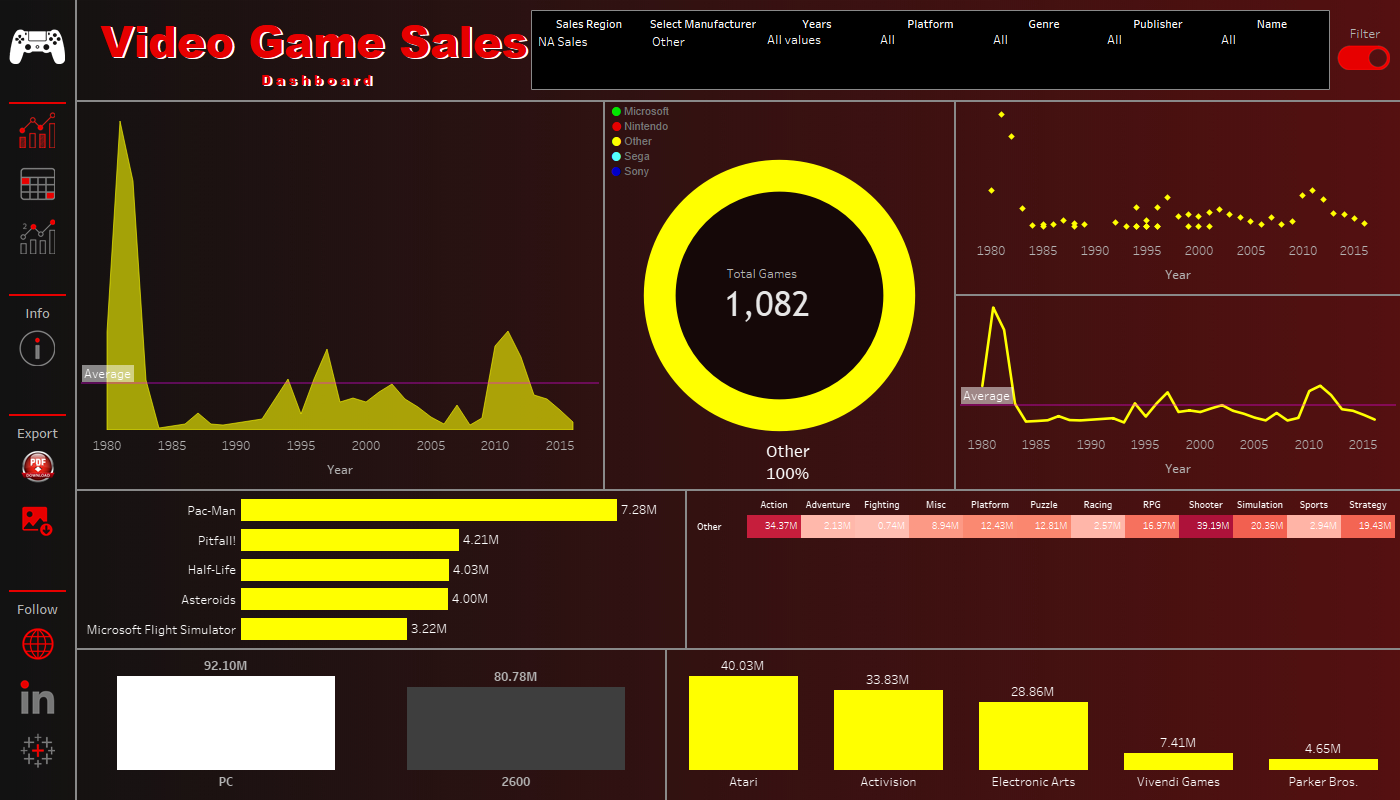 Video Game Sales
Dashboard
Sales Region Select Manufacturer Years Platform Genre Publisher Name
NA Sales Other All values All All All All
Filter
Info
Export
PDF
DOWNLOAD
Follow
in
2
Average
1980 1985 1990 1995 2000 2005 2010 2015
Year
Microsoft
Nintendo
Other
Sega
Sony
Total Games
1,082
Other
100%
1980 1985 1990 1995 2000 2005 2010 2015
Year
Average
1980 1985 1990 1995 2000 2005 2010 2015
Year
Pac-Man 7.28M
Pitfall! 4.21M
Half-Life 4.03M
Asteroids 4.00M
Microsoft Flight Simulator 3.22M
Action Adventure Fighting Misc Platform Puzzle Racing RPG Shooter Simulation Sports Strategy
Other 34.37M 2.13M 0.74M 8.94M 12.43M 12.81M 2.57M 16.97M 39.19M 20.36M 2.94M 19.43M
92.10M 80.78M
PC 2600
40.03M 33.83M 28.86M 7.41M 4.65M
Atari Activision Electronic Arts Vivendi Games Parker Bros.